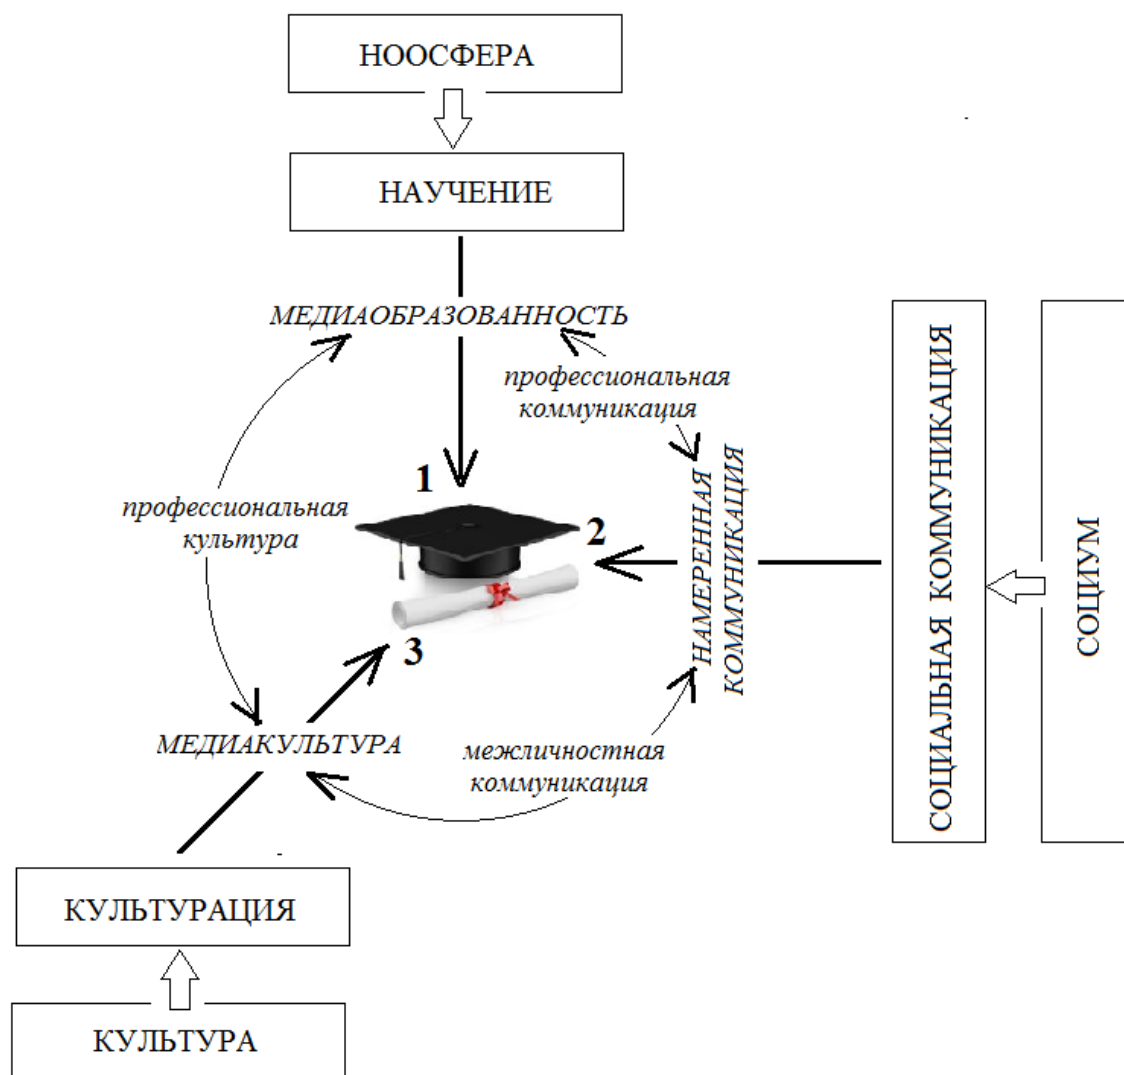 НООСФЕРА
НАУЧЕНИЕ
МЕДИАОБРАЗОВАННОСТЬ
профессиональная
коммуникация
НАМЕРЕННАЯ
КОММУНИКАЦИЯ
СОЦИАЛЬНАЯ КОММУНИКАЦИЯ
СОЦИУМ
1
2
3
профессиональная
культура
МЕДИАКУЛЬТУРА
межличностная
коммуникация
КУЛЬТУРАЦИЯ
КУЛЬТУРА